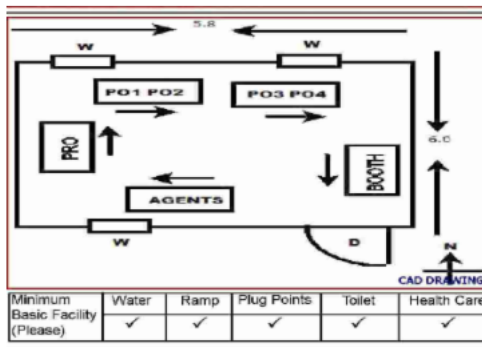 5.8
W
W
PO1 PO2
PO3 PO4
PRO
BOOTH
6.0
AGENTS
W
D
N
CAD DRAWING
Minimum Basic Facility (Please)
Water
Ramp
Plug Points
Toilet
Health Care
✓ ✓ ✓ ✓ ✓